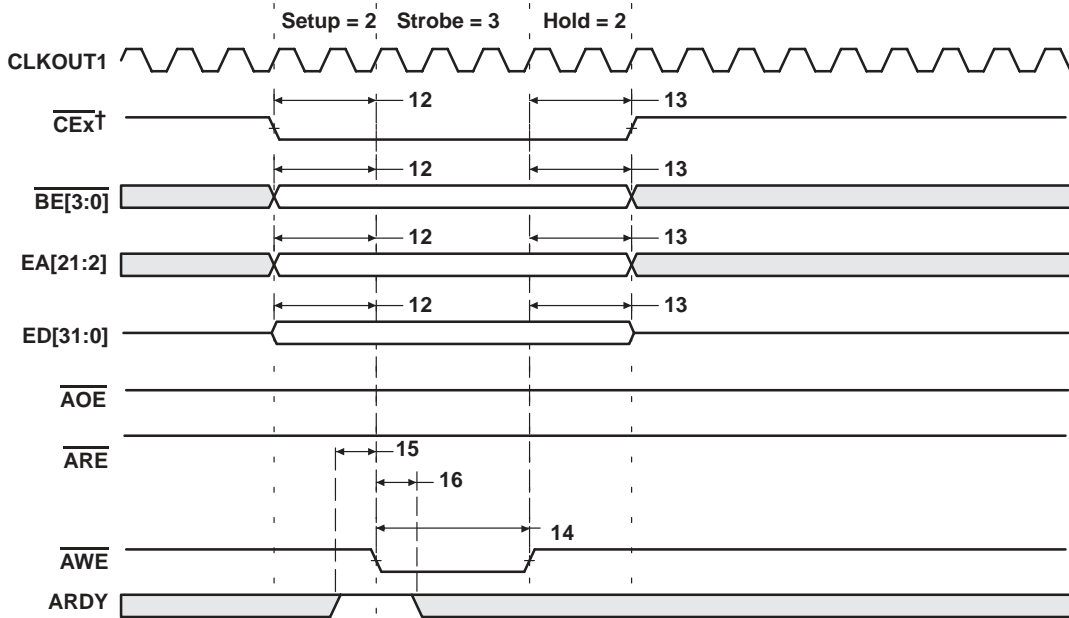 Setup = 2 Strobe = 3 Hold = 2
CLKOUT1
12 13
CEx†
12 13
BE[3:0]
12 13
EA[21:2]
12 13
ED[31:0]
AOE
15
ARE
16
14
AWE
ARDY